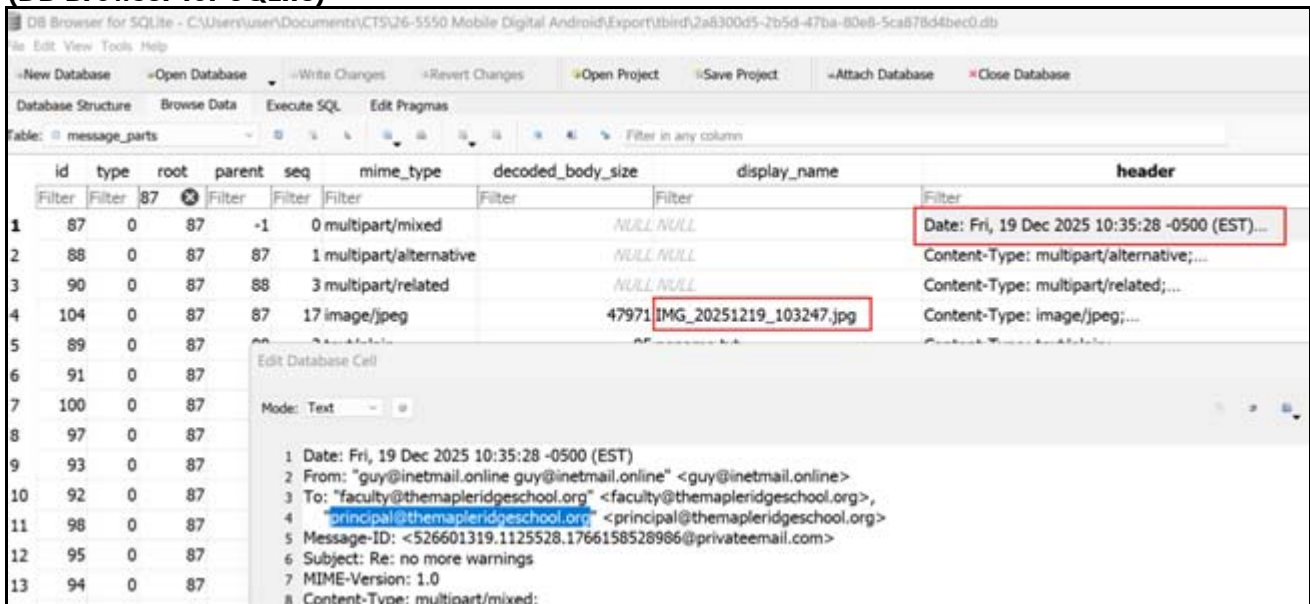 DB Browser for SQLite - C:\Users\user\Documents\CTS\26-5550 Mobile Digital Android\Export\tbird\2a8300d5-2b5d-47ba-80e8-5ca878d4bec0.db
File Edit View Tools Help
New Database Open Database Write Changes Revert Changes Open Project Save Project Attach Database Close Database
Database Structure Browse Data Execute SQL Edit Pragmas
Table: message_parts Filter in any column
id type root parent seq mime_type decoded_body_size display_name header
Filter Filter 87 Filter Filter Filter Filter Filter Filter
1 87 0 87 -1 0 multipart/mixed NULL NULL Date: Fri, 19 Dec 2025 10:35:28 -0500 (EST)...
2 88 0 87 87 1 multipart/alternative NULL NULL Content-Type: multipart/alternative;...
3 90 0 87 88 3 multipart/related NULL NULL Content-Type: multipart/related;...
4 104 0 87 87 17 image/jpeg 47971 IMG_20251219_103247.jpg Content-Type: image/jpeg;...
5 89 0 87
Edit Database Cell
6 91 0 87
7 100 0 87 Mode: Text
8 97 0 87
9 93 0 87 1 Date: Fri, 19 Dec 2025 10:35:28 -0500 (EST)
2 From: "guy@inetmail.online guy@inetmail.online" <guy@inetmail.online>
10 92 0 87 3 To: "faculty@themapleridgeschool.org" <faculty@themapleridgeschool.org>,
11 98 0 87 4 "principal@themapleridgeschool.org" <principal@themapleridgeschool.org>
5 Message-ID: <526601319.1125528.1766158528986@privateemail.com>
12 95 0 87 6 Subject: Re: no more warnings
13 94 0 87 7 MIME-Version: 1.0
8 Content-Type: multipart/mixed;